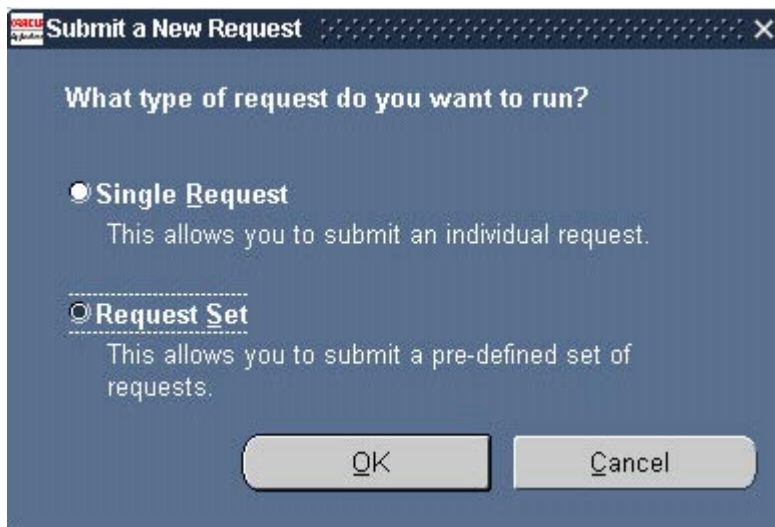 ORACLE
Submit a New Request
What type of request do you want to run?
Single Request
This allows you to submit an individual request.
Request Set
This allows you to submit a pre-defined set of
requests.
OK
Cancel